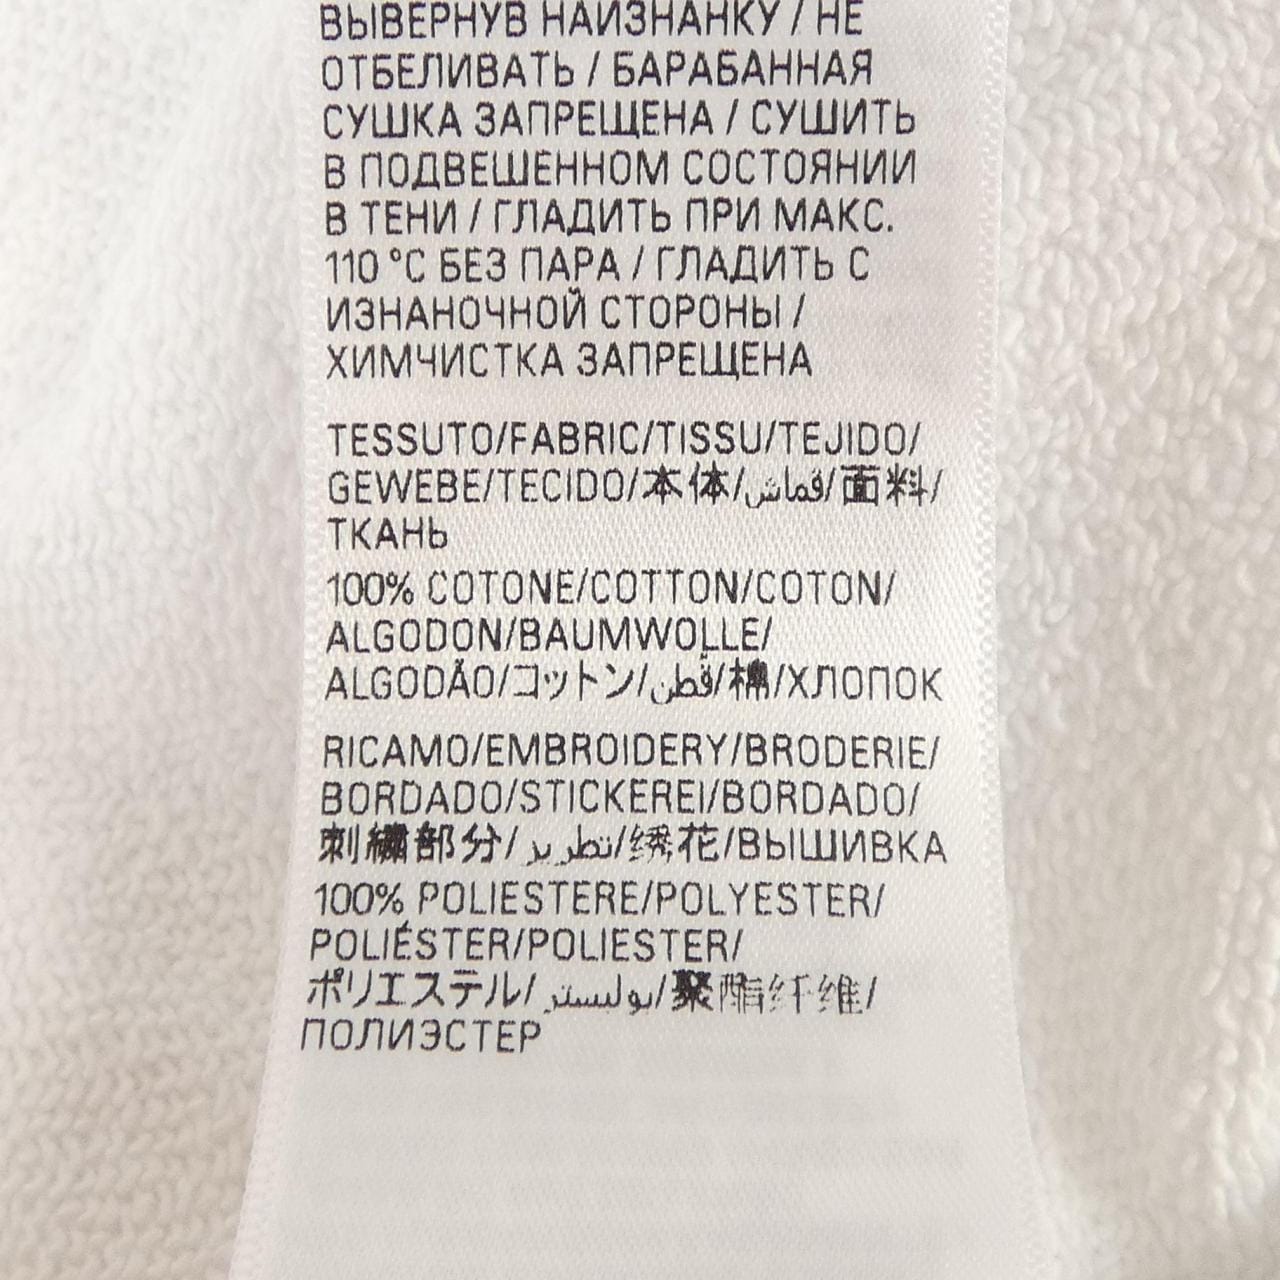 ВЫВЕРНУВ НАИЗНАНКУ / НЕ
ОТБЕЛИВАТЬ / БАРАБАННАЯ
СУШКА ЗАПРЕЩЕНА / СУШИТЬ
В ПОДВЕШЕННОМ СОСТОЯНИИ
В ТЕНИ / ГЛАДИТЬ ПРИ МАКС.
110 °C БЕЗ ПАРА / ГЛАДИТЬ С
ИЗНАНОЧНОЙ СТОРОНЫ /
ХИМЧИСТКА ЗАПРЕЩЕНА
TESSUTO/FABRIC/TISSU/TEJIDO/
GEWEBE/TECIDO/本体/قماش/面料/
ТКАНЬ
100% COTONE/COTTON/COTON/
ALGODON/BAUMWOLLE/
ALGODÃO/コットン/قطن/棉/ХЛОПОК
RICAMO/EMBROIDERY/BRODERIE/
BORDADO/STICKEREI/BORDADO/
刺繍部分/تطريز/绣花/ВЫШИВКА
100% POLIESTERE/POLYESTER/
POLIÉSTER/POLIESTER/
ポリエステル/بوليستر/聚酯纤维/
ПОЛИЭСТЕР